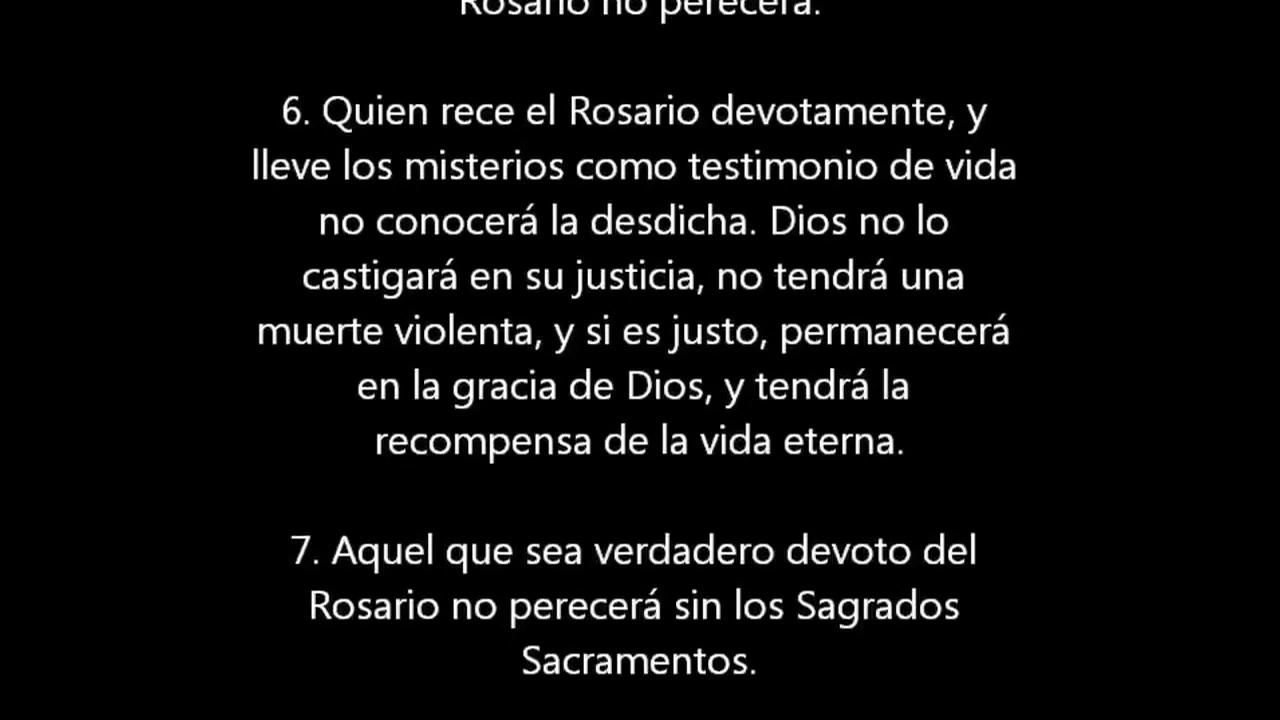 Rosario no perecerá.
6. Quien rece el Rosario devotamente, y
lleve los misterios como testimonio de vida
no conocerá la desdicha. Dios no lo
castigará en su justicia, no tendrá una
muerte violenta, y si es justo, permanecerá
en la gracia de Dios, y tendrá la
recompensa de la vida eterna.
7. Aquel que sea verdadero devoto del
Rosario no perecerá sin los Sagrados
Sacramentos.